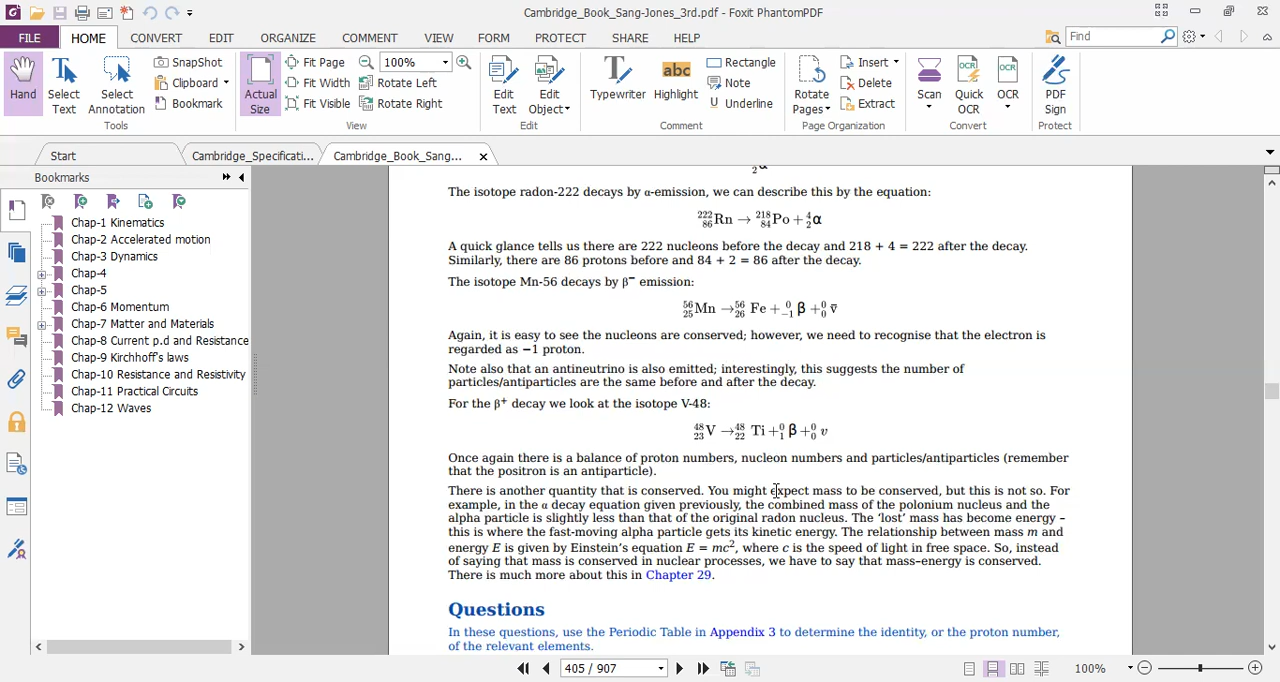 Cambridge_Book_Sang-Jones_3rd.pdf - Foxit PhantomPDF
FILE HOME CONVERT EDIT ORGANIZE COMMENT VIEW FORM PROTECT SHARE HELP Find
Hand
Select Text
Select Annotation
SnapShot
Clipboard
Bookmark
Tools
Actual Size
Fit Page
Fit Width
Fit Visible
100%
Rotate Left
Rotate Right
View
Edit Text
Edit Object
Edit
Typewriter
abc
Highlight
Rectangle
Note
Underline
Comment
Rotate Pages
Insert
Delete
Extract
Page Organization
Scan
OCR
Quick OCR
OCR
OCR
Convert
PDF Sign
Protect
Start Cambridge_Specificati... Cambridge_Book_Sang...
Bookmarks
Chap-1 Kinematics
Chap-2 Accelerated motion
Chap-3 Dynamics
Chap-4
Chap-5
Chap-6 Momentum
Chap-7 Matter and Materials
Chap-8 Current p.d and Resistance
Chap-9 Kirchhoff's laws
Chap-10 Resistance and Resistivity
Chap-11 Practical Circuits
Chap-12 Waves
₂α
The isotope radon-222 decays by α-emission, we can describe this by the equation:
²²²₈₆Rn → ²¹⁸₈₄Po + ⁴₂α
A quick glance tells us there are 222 nucleons before the decay and 218 + 4 = 222 after the decay.
Similarly, there are 86 protons before and 84 + 2 = 86 after the decay.
The isotope Mn-56 decays by β⁻ emission:
⁵⁶₂₅Mn →⁵⁶₂₆ Fe + ⁰₋₁β + ⁰₀ν̄
Again, it is easy to see the nucleons are conserved; however, we need to recognise that the electron is
regarded as −1 proton.
Note also that an antineutrino is also emitted; interestingly, this suggests the number of
particles/antiparticles are the same before and after the decay.
For the β⁺ decay we look at the isotope V-48:
⁴⁸₂₃V →⁴⁸₂₂ Ti +⁰₁β +⁰₀ν
Once again there is a balance of proton numbers, nucleon numbers and particles/antiparticles (remember
that the positron is an antiparticle).
There is another quantity that is conserved. You might expect mass to be conserved, but this is not so. For
example, in the α decay equation given previously, the combined mass of the polonium nucleus and the
alpha particle is slightly less than that of the original radon nucleus. The ‘lost’ mass has become energy –
this is where the fast-moving alpha particle gets its kinetic energy. The relationship between mass m and
energy E is given by Einstein’s equation E = mc², where c is the speed of light in free space. So, instead
of saying that mass is conserved in nuclear processes, we have to say that mass–energy is conserved.
There is much more about this in Chapter 29.
Questions
In these questions, use the Periodic Table in Appendix 3 to determine the identity, or the proton number,
of the relevant elements.
405 / 907
100%